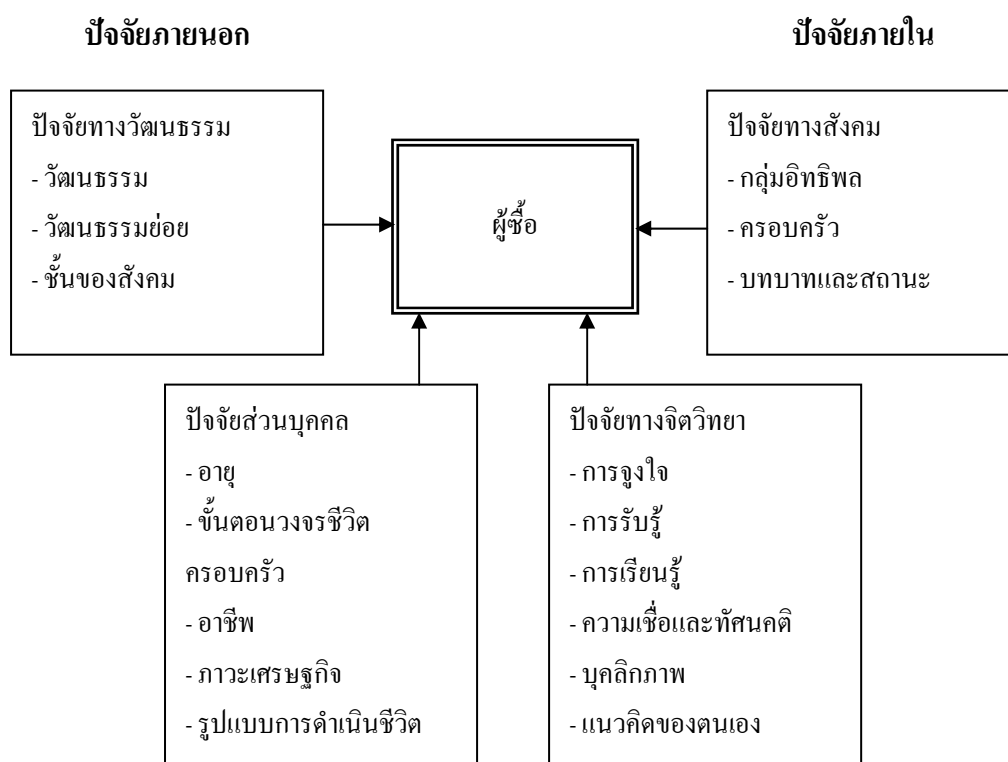 ปัจจัยภายนอก
ปัจจัยภายใน
ปัจจัยทางวัฒนธรรม
- วัฒนธรรม
- วัฒนธรรมย่อย
- ชั้นของสังคม
ผู้ซื้อ
ปัจจัยทางสังคม
- กลุ่มอิทธิพล
- ครอบครัว
- บทบาทและสถานะ
ปัจจัยส่วนบุคคล
- อายุ
- ขั้นตอนวงจรชีวิต
ครอบครัว
- อาชีพ
- ภาวะเศรษฐกิจ
- รูปแบบการดำเนินชีวิต
ปัจจัยทางจิตวิทยา
- การจูงใจ
- การรับรู้
- การเรียนรู้
- ความเชื่อและทัศนคติ
- บุคลิกภาพ
- แนวคิดของตนเอง